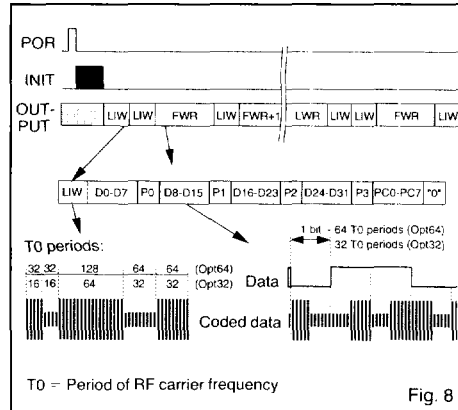 POR
INIT
OUT-
PUT
LIW LIW FWR LIW FWR+1 LWR LIW LIW FWR LIW
LIW D0-D7 P0 D8-D15 P1 D16-D23 P2 D24-D31 P3 PC0-PC7 "0"
1 bit - 64 T0 periods (Opt64)
32 T0 periods (Opt32)
T0 periods:
32 32 128 64 64 (Opt64)
16 16 64 32 32 (Opt32)
Data
Coded data
T0 = Period of RF carrier frequency
Fig. 8